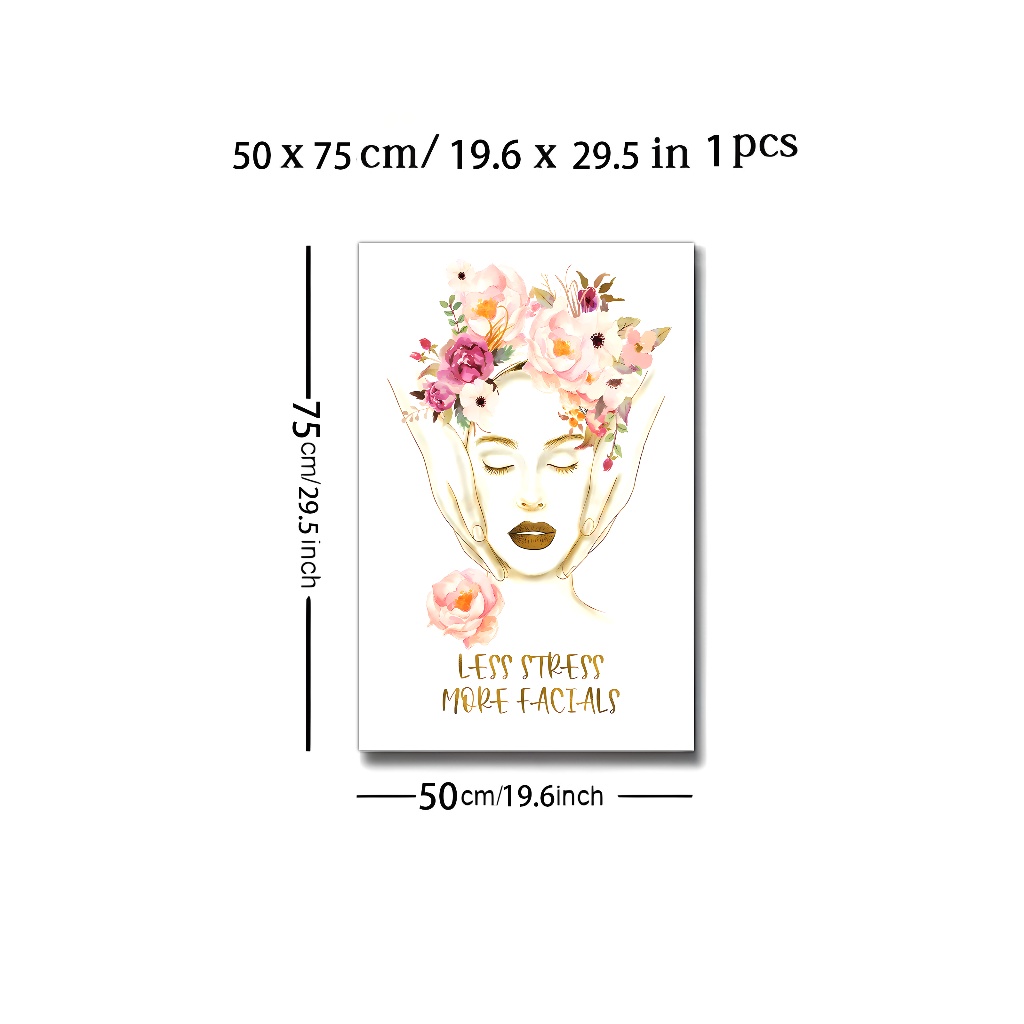 50 x 75 cm/ 19.6 x 29.5 in 1 pcs
75cm/29.5inch
LESS STRESS
MORE FACIALS
50cm/19.6inch